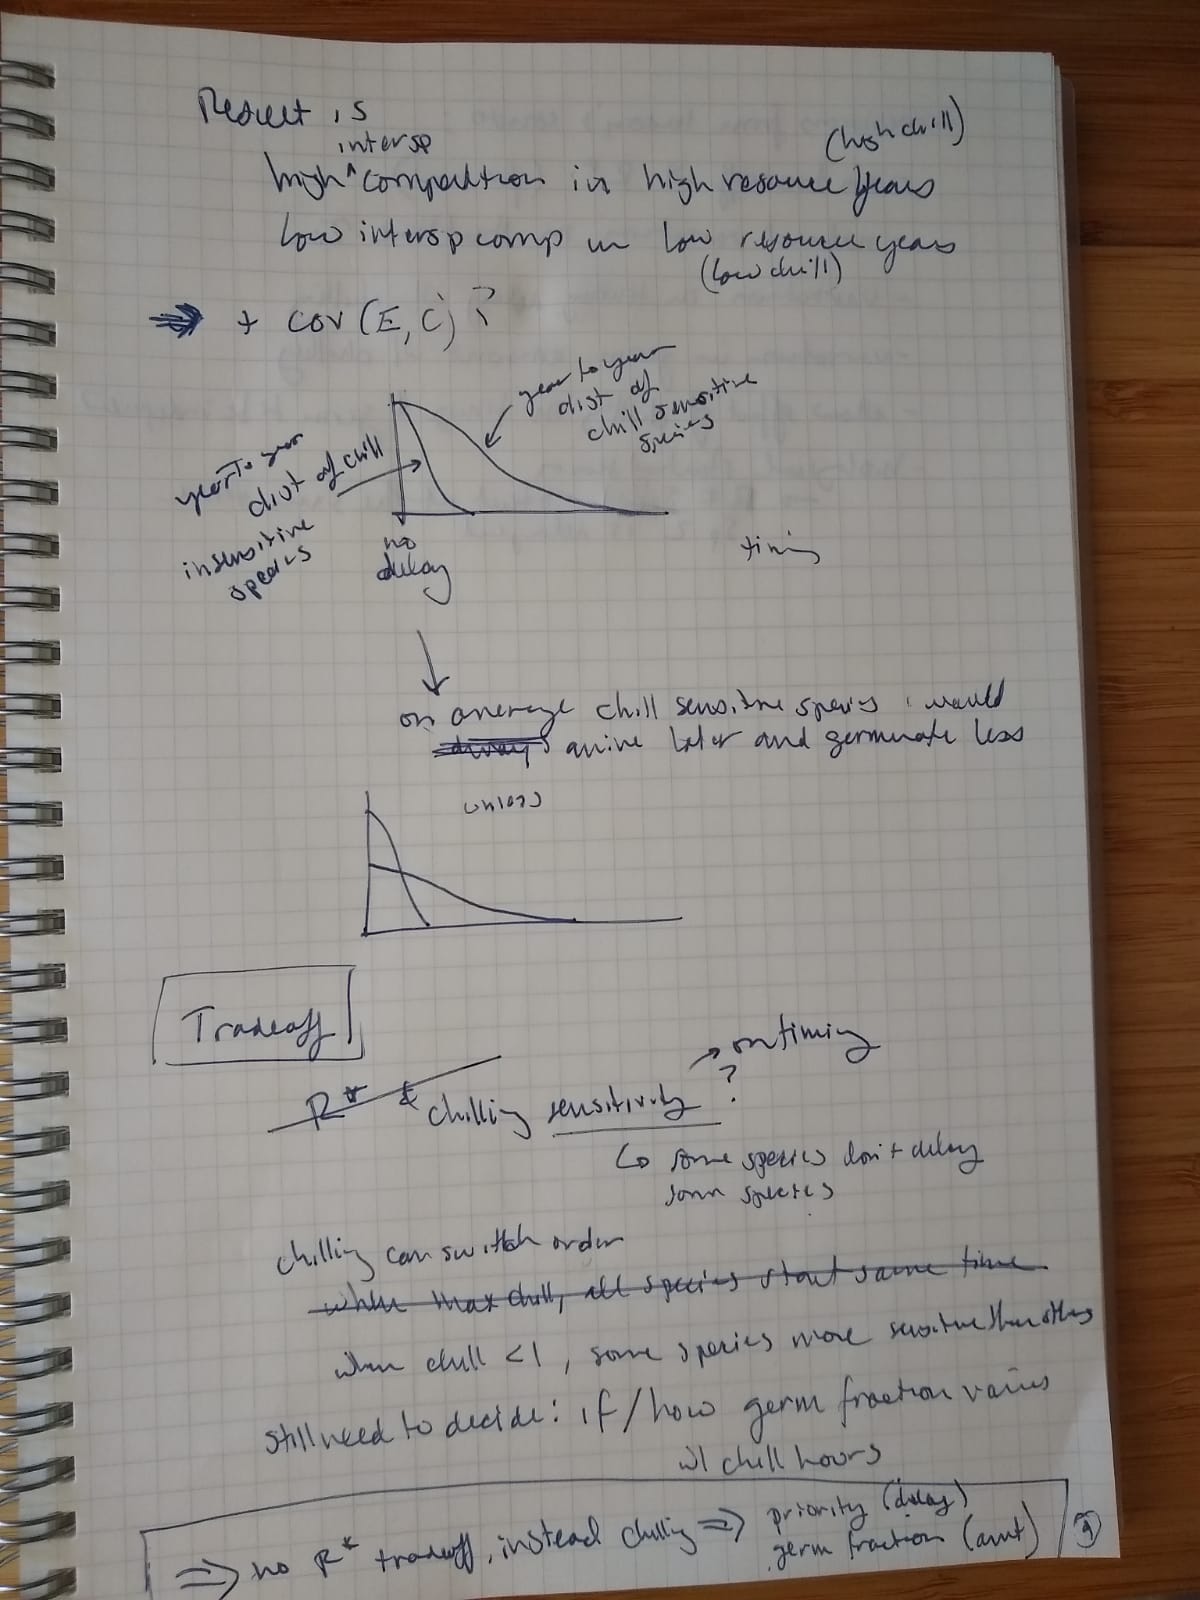 Result is
intersp
high ^ competition in high resource years
(high chill)
low intersp comp in low resource years
(low chill)
⇒ + cov (E, C) ?
year to year
dist of
chill sensitive
species
year to year
dist of chill
insensitive
species
no
delay
timing
↓
on average chill sensitive species would
always arrive later and germinate less
unless
Tradeoff
R* & chilling sensitivity ?
→ on timing
↳ some species don't delay
some species
chilling can switch order
when max chill, all species start same time
when chill <1, some species more sensitive than others
still need to decide: if/how germ fraction varies
w/ chill hours
⇒ no R* tradeoff, instead chilling ⇒ priority (delay)
germ fraction (amt)
9